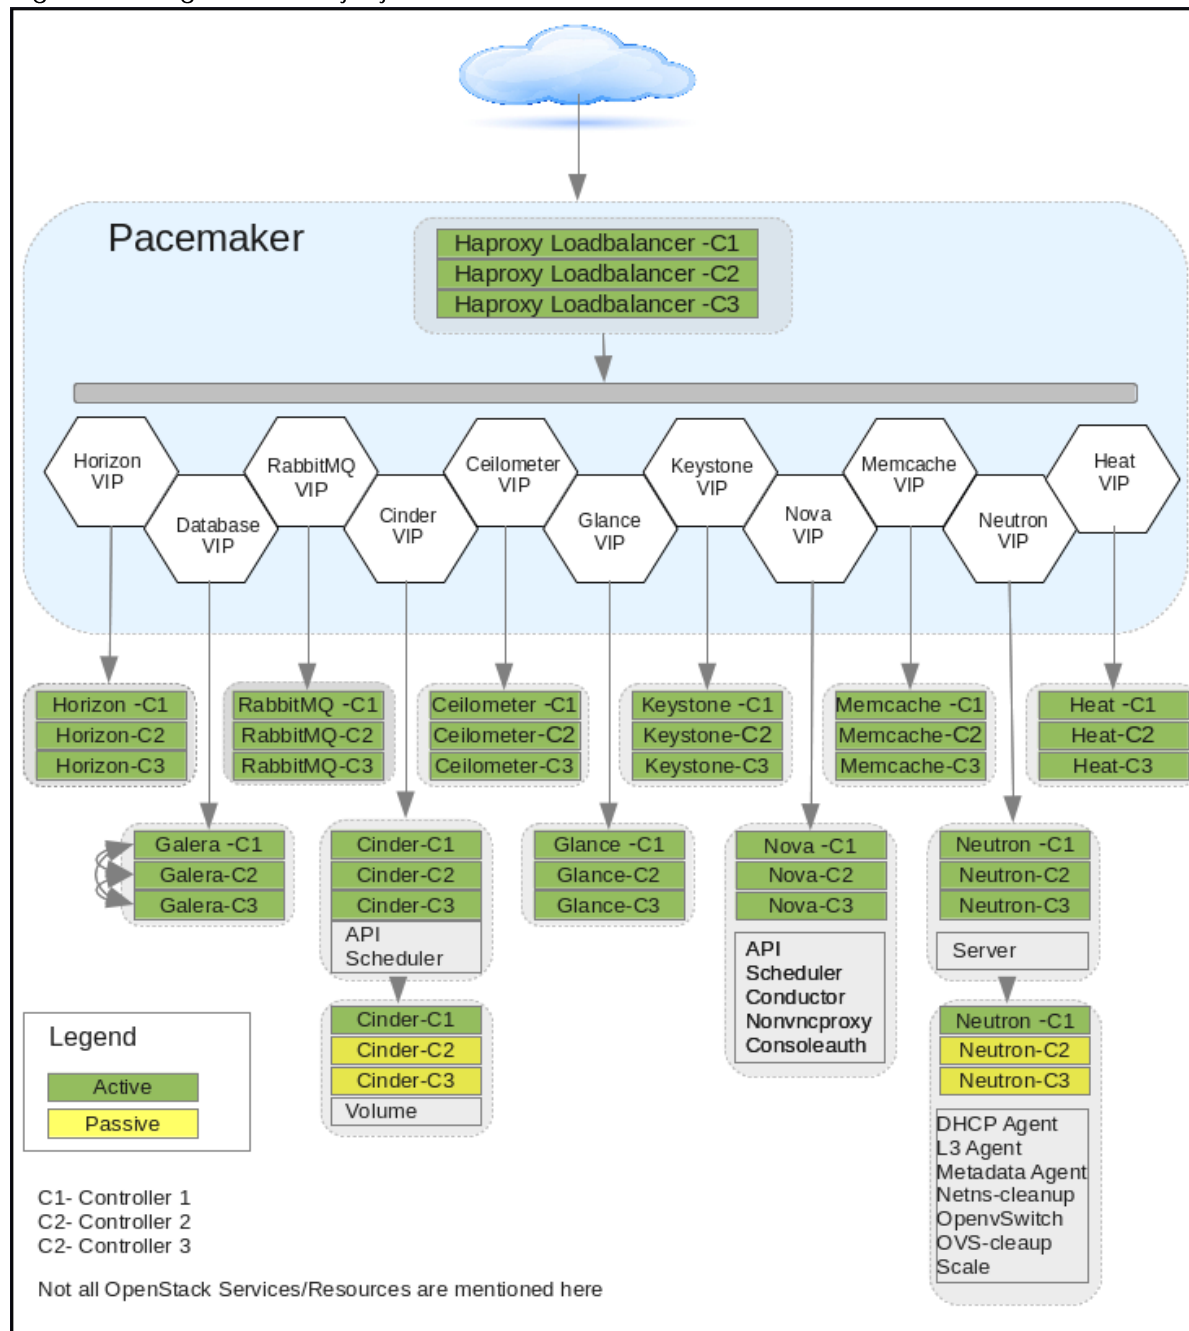 Pacemaker
Haproxy Loadbalancer -C1
Haproxy Loadbalancer -C2
Haproxy Loadbalancer -C3
Horizon
VIP
Database
VIP
RabbitMQ
VIP
Cinder
VIP
Ceilometer
VIP
Glance
VIP
Keystone
VIP
Nova
VIP
Memcache
VIP
Neutron
VIP
Heat
VIP
Horizon -C1
Horizon-C2
Horizon-C3
RabbitMQ -C1
RabbitMQ-C2
RabbitMQ-C3
Ceilometer -C1
Ceilometer-C2
Ceilometer-C3
Keystone -C1
Keystone-C2
Keystone-C3
Memcache -C1
Memcache-C2
Memcache-C3
Heat -C1
Heat-C2
Heat-C3
Galera -C1
Galera-C2
Galera-C3
Cinder-C1
Cinder-C2
Cinder-C3
API
Scheduler
Glance -C1
Glance-C2
Glance-C3
Nova -C1
Nova-C2
Nova-C3
API
Scheduler
Conductor
Nonvncproxy
Consoleauth
Neutron -C1
Neutron-C2
Neutron-C3
Server
Cinder-C1
Cinder-C2
Cinder-C3
Volume
Neutron -C1
Neutron-C2
Neutron-C3
DHCP Agent
L3 Agent
Metadata Agent
Netns-cleanup
OpenvSwitch
OVS-cleaup
Scale
Legend
Active
Passive
C1- Controller 1
C2- Controller 2
C2- Controller 3
Not all OpenStack Services/Resources are mentioned here